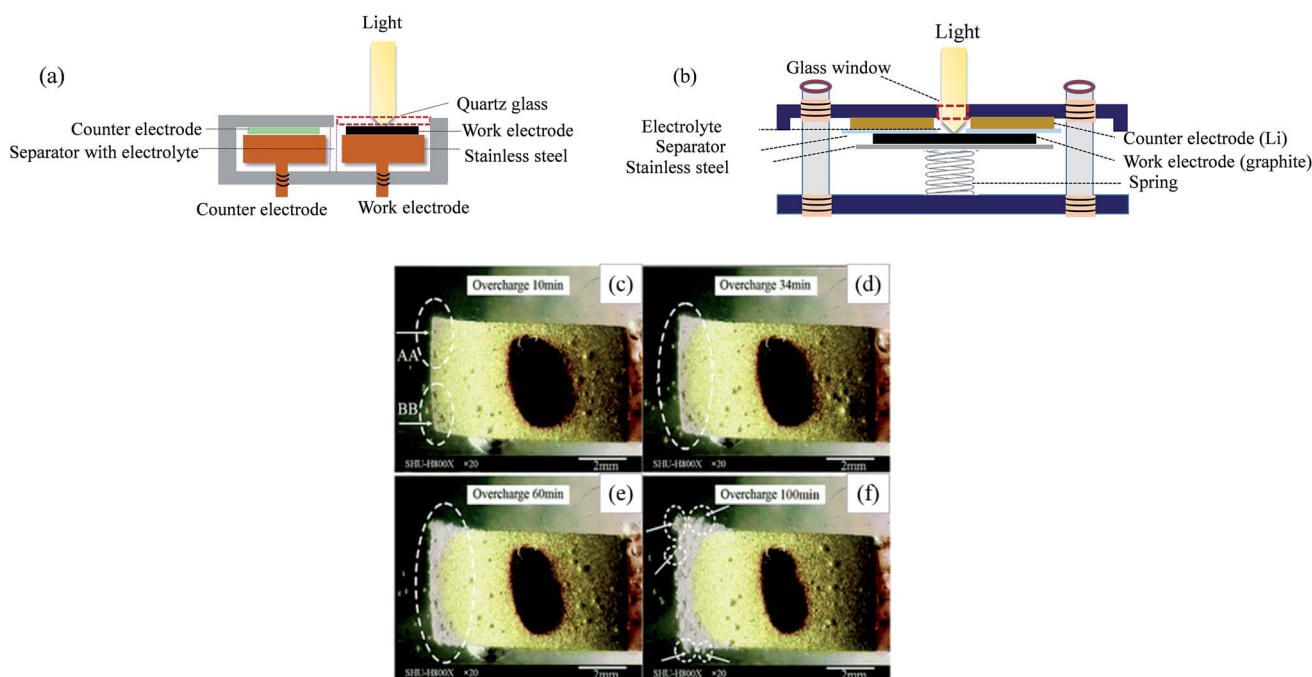 (a)
Light
Quartz glass
Counter electrode
Work electrode
Separator with electrolyte
Stainless steel
Counter electrode
Work electrode
(b)
Light
Glass window
Electrolyte
Separator
Stainless steel
Counter electrode (Li)
Work electrode (graphite)
Spring
Overcharge 10min
(c)
AA
BB
SHU-H800X ×20
2mm
Overcharge 34min
(d)
SHU-H800X ×20
2mm
Overcharge 60min
(e)
SHU-H800X ×20
2mm
Overcharge 100min
(f)
SHU-H800X ×20
2mm